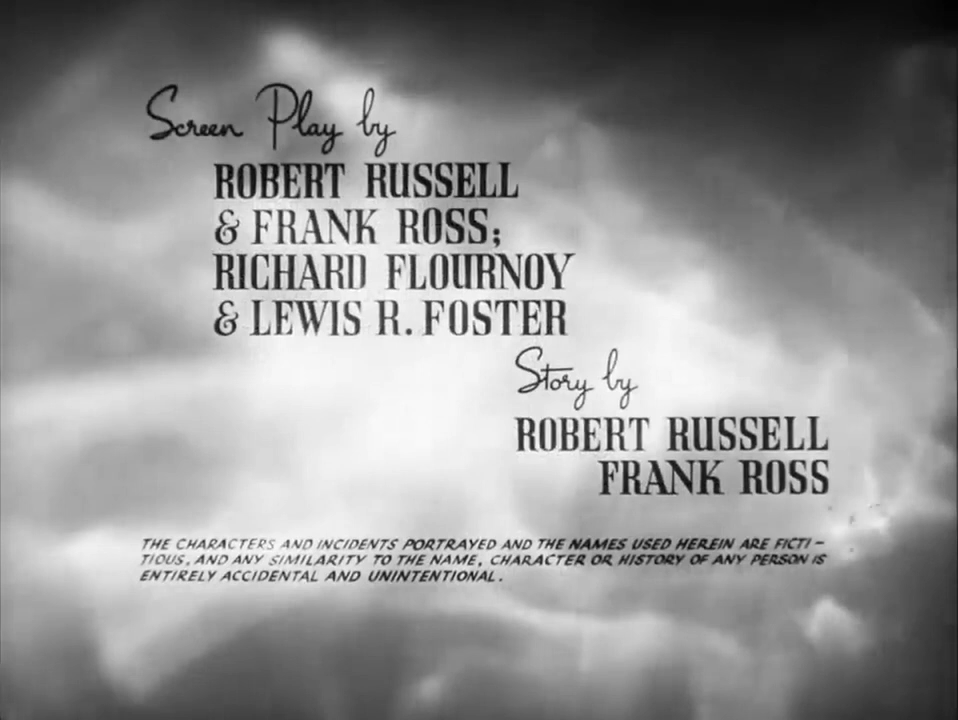 Screen Play by
ROBERT RUSSELL
& FRANK ROSS;
RICHARD FLOURNOY
& LEWIS R. FOSTER
Story by
ROBERT RUSSELL
FRANK ROSS
THE CHARACTERS AND INCIDENTS PORTRAYED AND THE NAMES USED HEREIN ARE FICTI-
TIOUS, AND ANY SIMILARITY TO THE NAME, CHARACTER OR HISTORY OF ANY PERSON IS
ENTIRELY ACCIDENTAL AND UNINTENTIONAL.